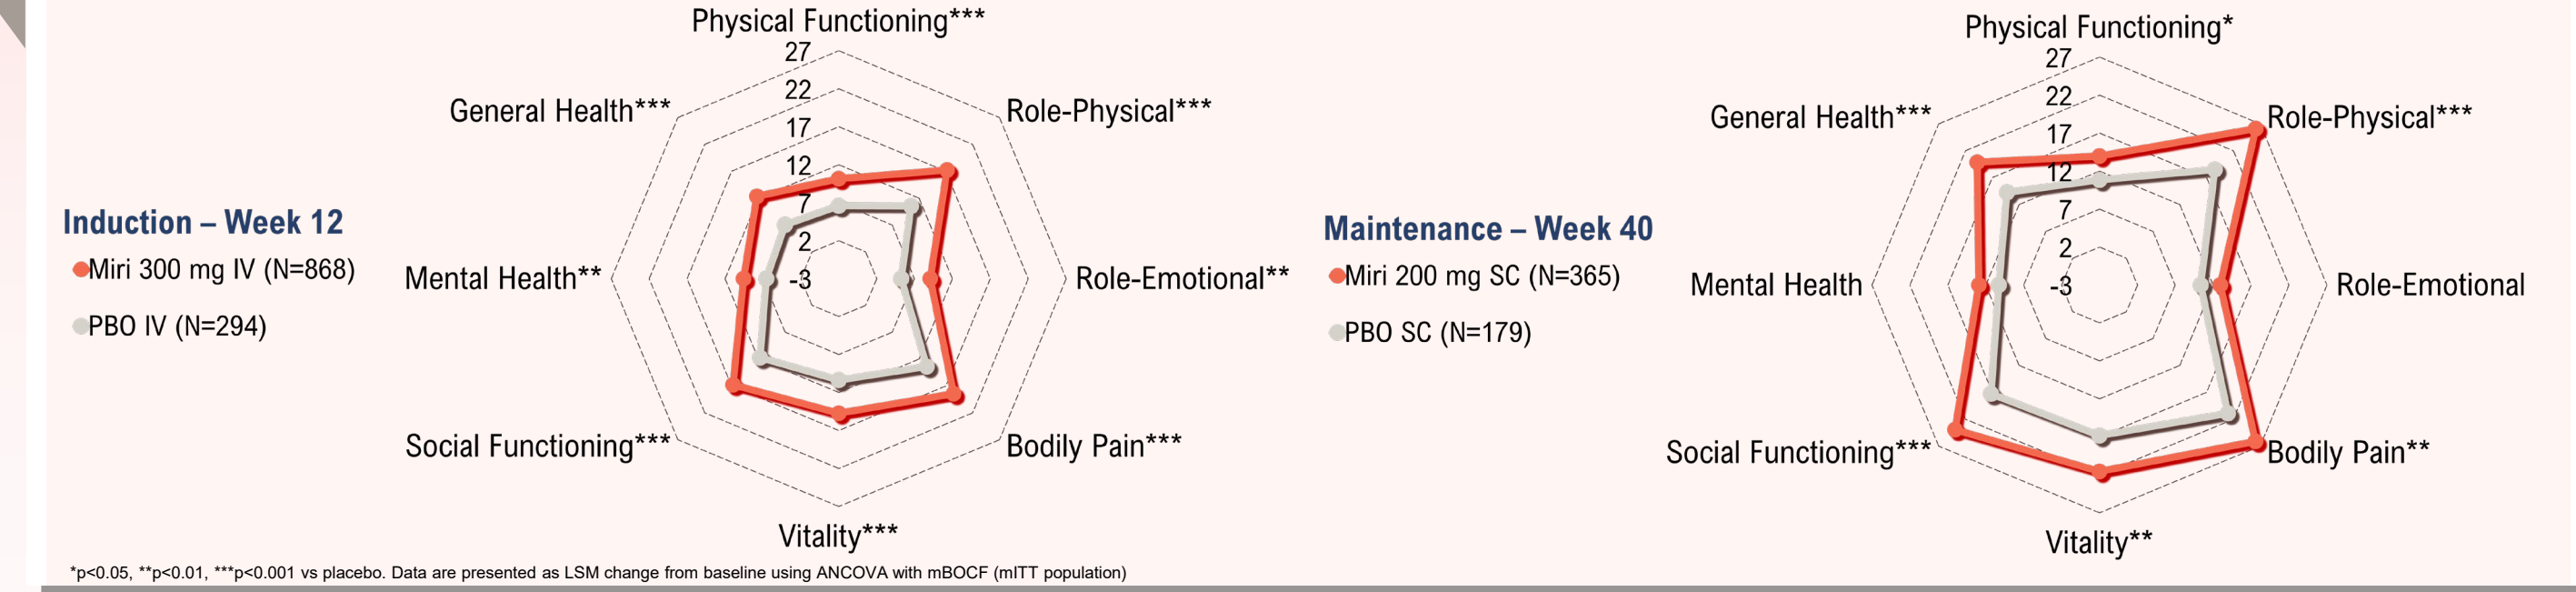 Physical Functioning***
27
22
17
12
7
2
-3
General Health***
Role-Physical***
Induction – Week 12
Miri 300 mg IV (N=868)
PBO IV (N=294)
Mental Health**
Role-Emotional**
Social Functioning***
Bodily Pain***
Vitality***
Physical Functioning*
27
22
17
12
7
2
-3
General Health***
Role-Physical***
Maintenance – Week 40
Miri 200 mg SC (N=365)
PBO SC (N=179)
Mental Health
Role-Emotional
Social Functioning***
Bodily Pain**
Vitality**
*p<0.05, **p<0.01, ***p<0.001 vs placebo. Data are presented as LSM change from baseline using ANCOVA with mBOCF (mITT population)